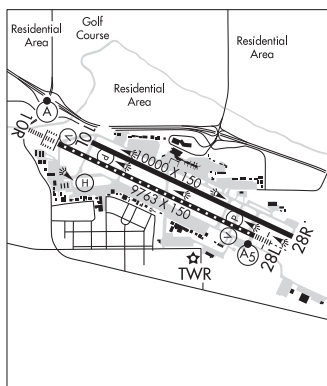 Residential
Area
Golf
Course
Residential
Area
Residential
Area
A
10R
V
10L
P
10000 X 150
H
9763 X 150
P
V
A5
28L
28R
TWR